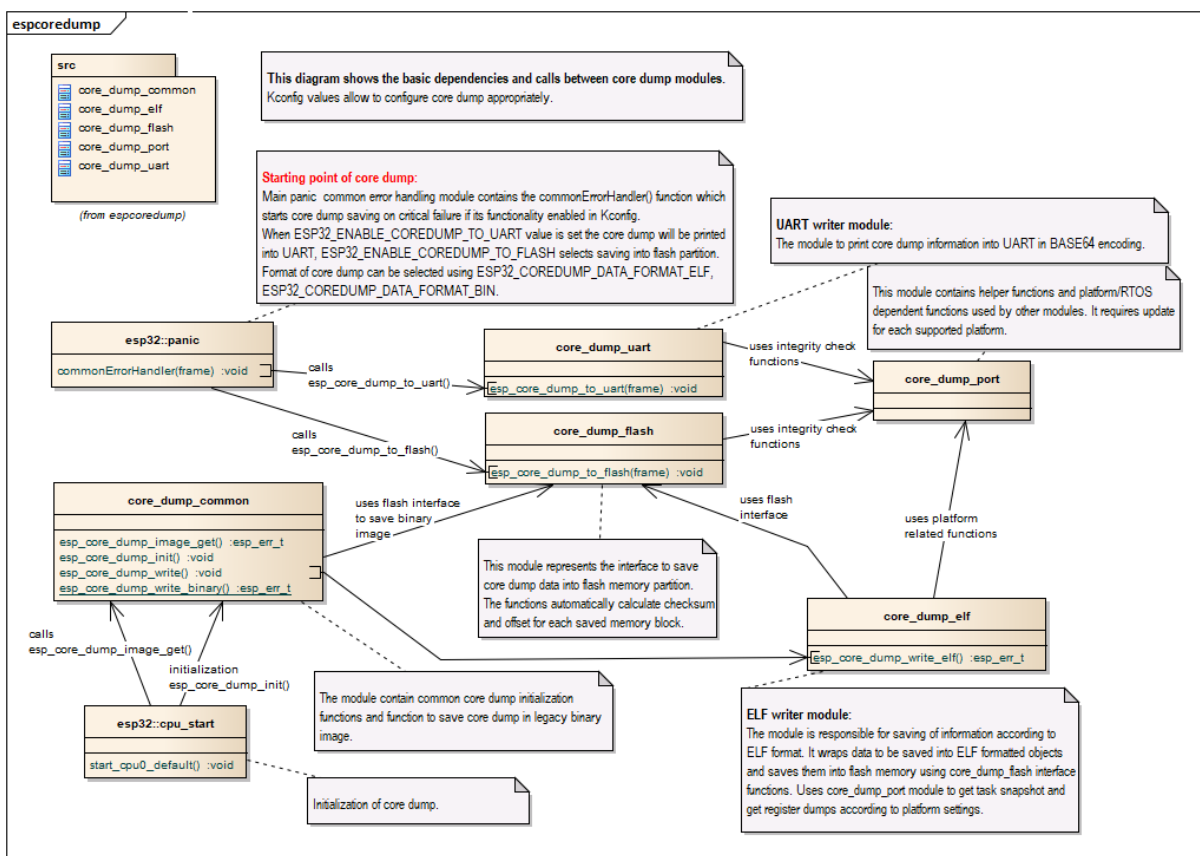 espcoredump
src
core_dump_common
core_dump_elf
core_dump_flash
core_dump_port
core_dump_uart
(from espcoredump)
This diagram shows the basic dependencies and calls between core dump modules.
Kconfig values allow to configure core dump appropriately.
Starting point of core dump:
Main panic common error handling module contains the commonErrorHandler() function which
starts core dump saving on critical failure if its functionality enabled in Kconfig.
When ESP32_ENABLE_COREDUMP_TO_UART value is set the core dump will be printed
into UART, ESP32_ENABLE_COREDUMP_TO_FLASH selects saving into flash partition.
Format of core dump can be selected using ESP32_COREDUMP_DATA_FORMAT_ELF,
ESP32_COREDUMP_DATA_FORMAT_BIN.
UART writer module:
The module to print core dump information into UART in BASE64 encoding.
This module contains helper functions and platform/RTOS
dependent functions used by other modules. It requires update
for each supported platform.
esp32::panic
commonErrorHandler(frame) :void
calls
esp_core_dump_to_uart()
core_dump_uart
esp_core_dump_to_uart(frame) :void
uses integrity check
functions
core_dump_port
calls
esp_core_dump_to_flash()
core_dump_flash
esp_core_dump_to_flash(frame) :void
uses integrity check
functions
core_dump_common
esp_core_dump_image_get() :esp_err_t
esp_core_dump_init() :void
esp_core_dump_write() :void
esp_core_dump_write_binary() :esp_err_t
uses flash interface
to save binary
image
uses flash
interface
uses platform
related functions
This module represents the interface to save
core dump data into flash memory partition.
The functions automatically calculate checksum
and offset for each saved memory block.
core_dump_elf
esp_core_dump_write_elf() :esp_err_t
calls
esp_core_dump_image_get()
initialization
esp_core_dump_init()
The module contain common core dump initialization
functions and function to save core dump in legacy binary
image.
esp32::cpu_start
start_cpu0_default() :void
Initialization of core dump.
ELF writer module:
The module is responsible for saving of information according to
ELF format. It wraps data to be saved into ELF formatted objects
and saves them into flash memory using core_dump_flash interface
functions. Uses core_dump_port module to get task snapshot and
get register dumps according to platform settings.